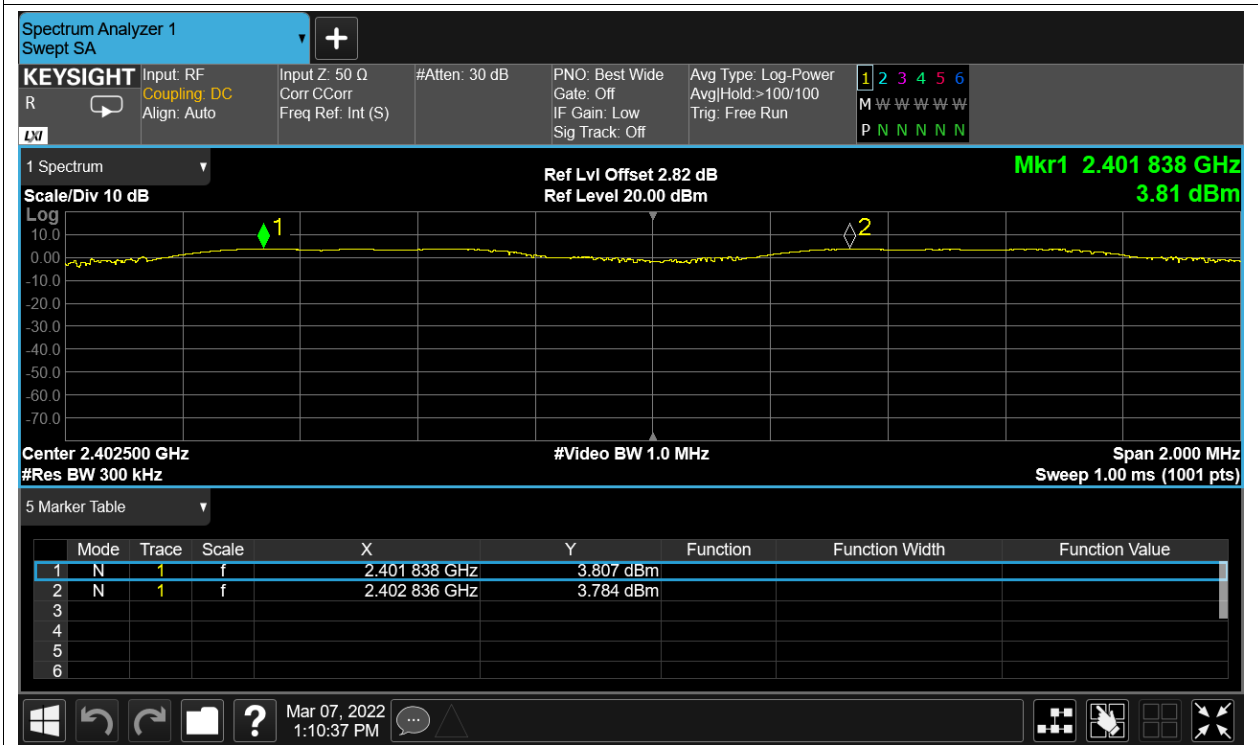 Spectrum Analyzer 1
Swept SA
KEYSIGHT Input: RF Input Z: 50 Ω #Atten: 30 dB PNO: Best Wide Avg Type: Log-Power 1 2 3 4 5 6
R Coupling: DC Corr CCorr Gate: Off Avg|Hold:>100/100 M W W W W W
Align: Auto Freq Ref: Int (S) IF Gain: Low Trig: Free Run
LXI Sig Track: Off P N N N N N
1 Spectrum Ref Lvl Offset 2.82 dB Mkr1 2.401 838 GHz
Scale/Div 10 dB Ref Level 20.00 dBm 3.81 dBm
Log
1 2
10.0
0.00
-10.0
-20.0
-30.0
-40.0
-50.0
-60.0
-70.0
Center 2.402500 GHz #Video BW 1.0 MHz Span 2.000 MHz
#Res BW 300 kHz Sweep 1.00 ms (1001 pts)
5 Marker Table
Mode Trace Scale X Y Function Function Width Function Value
1 N 1 f 2.401 838 GHz 3.807 dBm
2 N 1 f 2.402 836 GHz 3.784 dBm
3
4
5
6
? Mar 07, 2022
1:10:37 PM